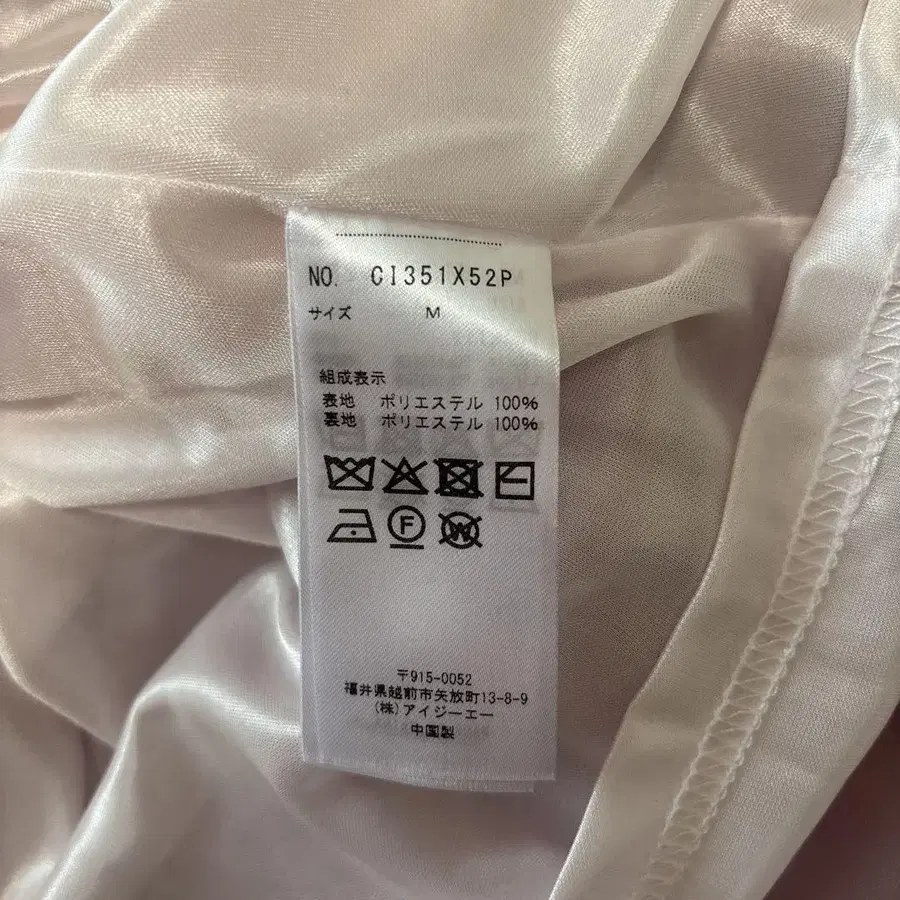 NO. CI351X52P
サイズ M
組成表示
表地 ポリエステル 100%
裏地 ポリエステル 100%
F
W
〒915-0052
福井県越前市矢放町13-8-9
(株)アイジーエー
中国製